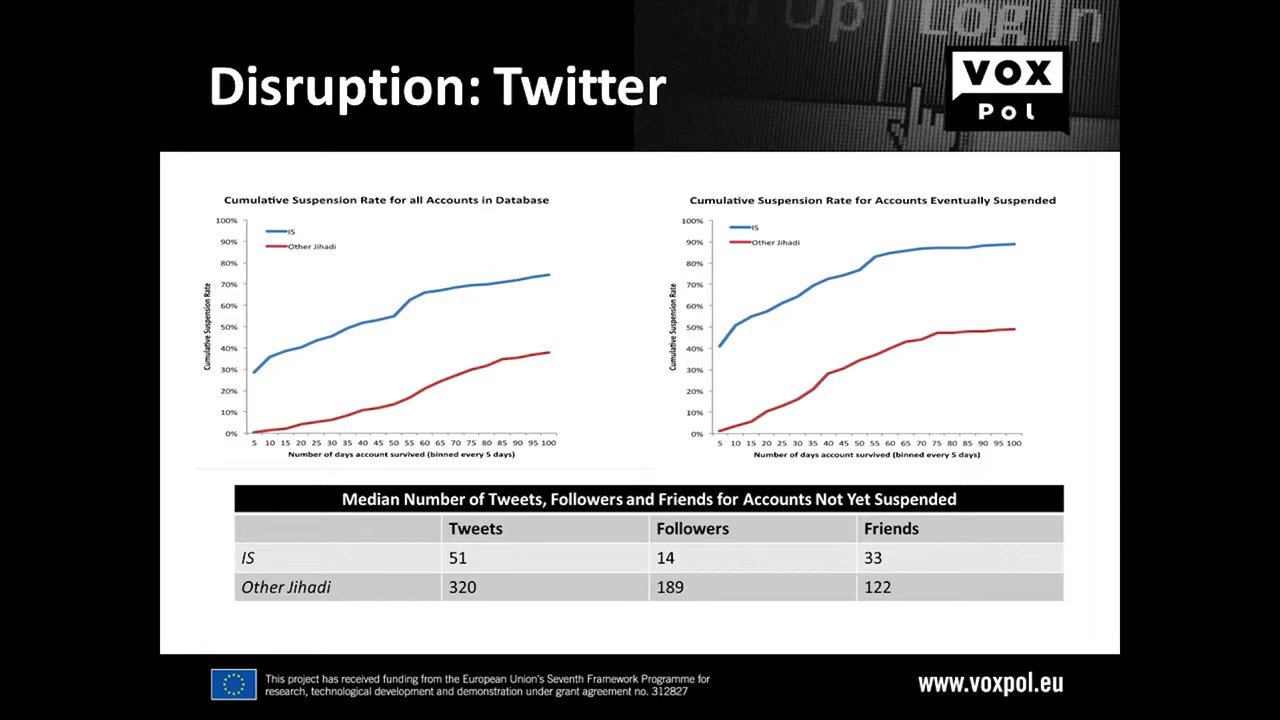 Up Log In
Disruption: Twitter
VOX
Pol
Cumulative Suspension Rate for all Accounts in Database
100%
90%
80%
70%
60%
50%
40%
30%
20%
10%
0%
Cumulative Suspension Rate
IS
Other Jihadi
5 10 15 20 25 30 35 40 45 50 55 60 65 70 75 80 85 90 95 100
Number of days account survived (binned every 5 days)
Cumulative Suspension Rate for Accounts Eventually Suspended
100%
90%
80%
70%
60%
50%
40%
30%
20%
10%
0%
Cumulative Suspension Rate
IS
Other Jihadi
5 10 15 20 25 30 35 40 45 50 55 60 65 70 75 80 85 90 95 100
Number of days account survived (binned every 5 days)
Median Number of Tweets, Followers and Friends for Accounts Not Yet Suspended
Tweets Followers Friends
IS 51 14 33
Other Jihadi 320 189 122
This project has received funding from the European Union's Seventh Framework Programme for
research, technological development and demonstration under grant agreement no. 312827
www.voxpol.eu